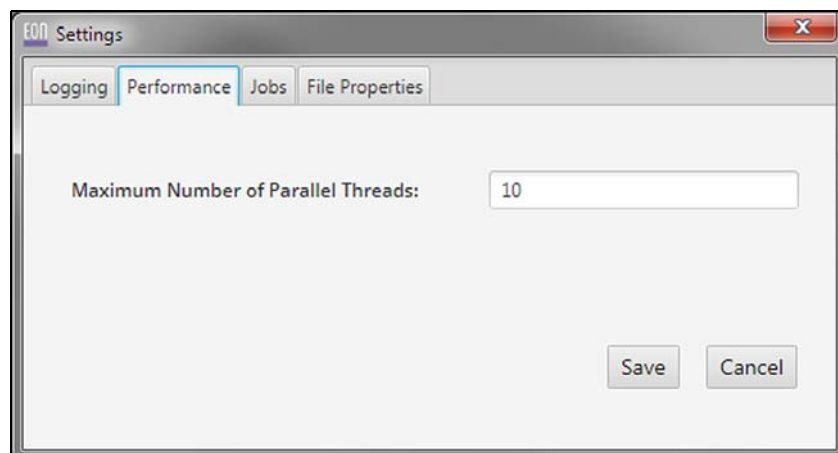 EON Settings
Logging Performance Jobs File Properties
Maximum Number of Parallel Threads: 10
Save Cancel